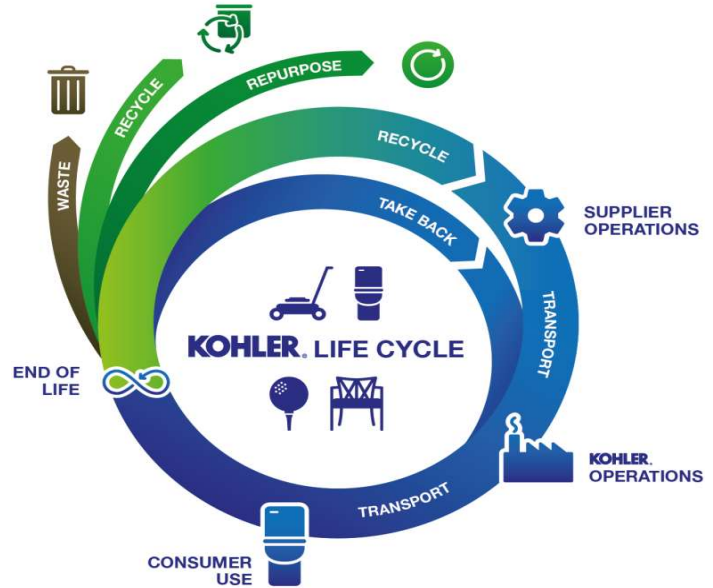 REPURPOSE
RECYCLE
WASTE
RECYCLE
TAKE BACK
SUPPLIER
OPERATIONS
TRANSPORT
KOHLER. LIFE CYCLE
END OF
LIFE
KOHLER.
OPERATIONS
TRANSPORT
CONSUMER
USE